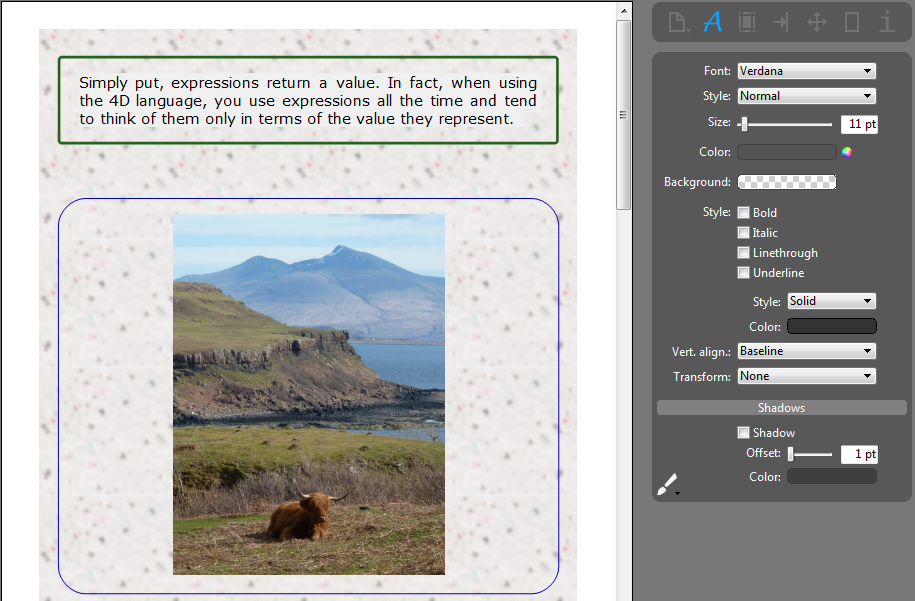 Simply put, expressions return a value. In fact, when using
the 4D language, you use expressions all the time and tend
to think of them only in terms of the value they represent.
Font: Verdana
Style: Normal
Size: 11 pt
Color:
Background:
Style: Bold
Italic
Linethrough
Underline
Style: Solid
Color:
Vert. align.: Baseline
Transform: None
Shadows
Shadow
Offset: 1 pt
Color: